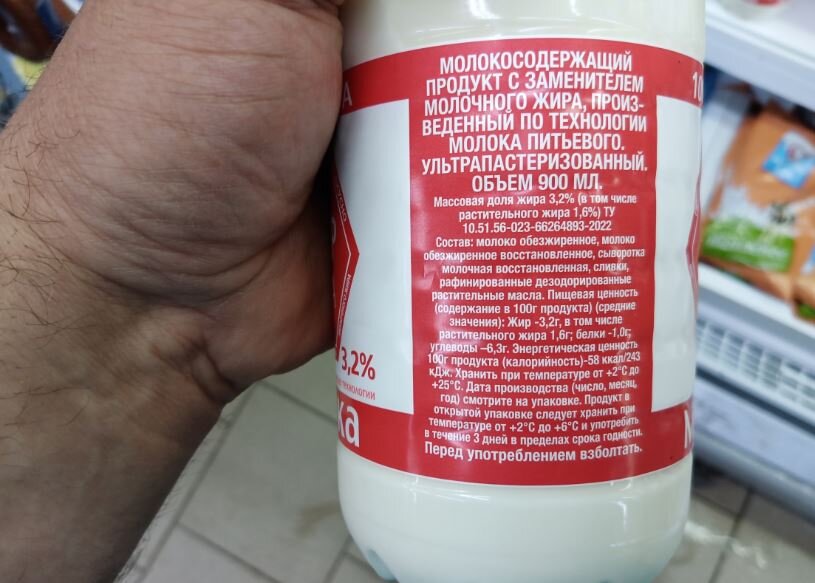 МОЛОКОСОДЕРЖАЩИЙ
ПРОДУКТ С ЗАМЕНИТЕЛЕМ
МОЛОЧНОГО ЖИРА, ПРОИЗ-
ВЕДЕННЫЙ ПО ТЕХНОЛОГИИ
МОЛОКА ПИТЬЕВОГО.
УЛЬТРАПАСТЕРИЗОВАННЫЙ.
ОБЪЕМ 900 МЛ.
Массовая доля жира 3,2% (в том числе
растительного жира 1,6%) ТУ
10.51.56-023-66264893-2022
Состав: молоко обезжиренное, молоко
обезжиренное восстановленное, сыворотка
молочная восстановленная, сливки,
рафинированные дезодорированные
растительные масла. Пищевая ценность
(содержание в 100г продукта) (средние
значения): Жир -3,2г, в том числе
растительного жира 1,6г; белки -1,0г;
углеводы –6,3г. Энергетическая ценность
100г продукта (калорийность)-58 ккал/243
кДж. Хранить при температуре от +2°С до
+25°С. Дата производства (число, месяц,
год) смотрите на упаковке. Продукт в
открытой упаковке следует хранить при
температуре от +2°С до +6°С и употребить
в течение 3 дней в пределах срока годности.
Перед употреблением взболтать.
3,2%
технологии
ка